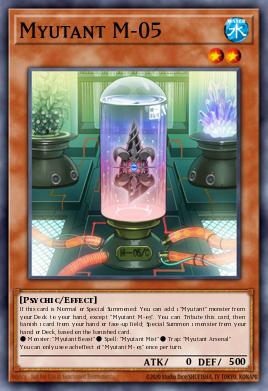 Myutant M-05
WATER
水
M-05/C
[Psychic/Effect]
If this card is Normal or Special Summoned: You can add 1 "Myutant" monster from
your Deck to your hand, except "Myutant M-05". You can Tribute this card, then
banish 1 card from your hand or face-up field; Special Summon 1 monster from your
hand or Deck, based on the banished card.
● Monster: "Myutant Beast" ● Spell: "Myutant Mist" ● Trap: "Myutant Arsenal"
You can only use each effect of "Myutant M-05" once per turn.
ATK/ 0 DEF/ 500
©2020 Studio Dice/SHUEISHA, TV TOKYO, KONAMI